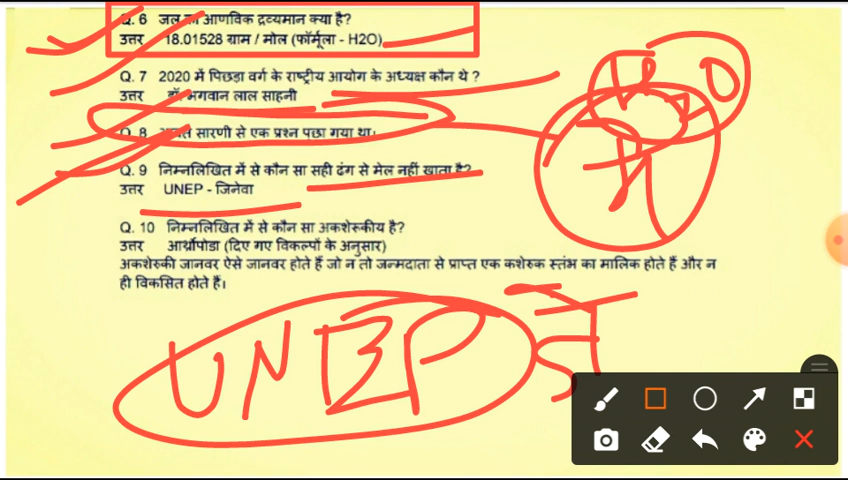 Q. 6 जल का आणविक द्रव्यमान क्या है?
उत्तर 18.01528 ग्राम / मोल (फॉर्मूला - H2O)
Q. 7 2020 में पिछड़ा वर्ग के राष्ट्रीय आयोग के अध्यक्ष कौन थे ?
उत्तर डॉ. भगवान लाल साहनी
Q. 8 सारणी से एक प्रश्न पूछा गया था।
Q. 9 निम्नलिखित में से कौन सा सही ढंग से मेल नहीं खाता है?
उत्तर UNEP - जिनेवा
Q. 10 निम्नलिखित में से कौन सा अकशेरूकीय है?
उत्तर आर्थ्रोपोडा (दिए गए विकल्पों के अनुसार)
अकशेरुकी जानवर ऐसे जानवर होते हैं जो न तो जन्मदाता से प्राप्त एक कशेरुक स्तंभ का मालिक होते हैं और न
ही विकसित होते हैं।
UNEP